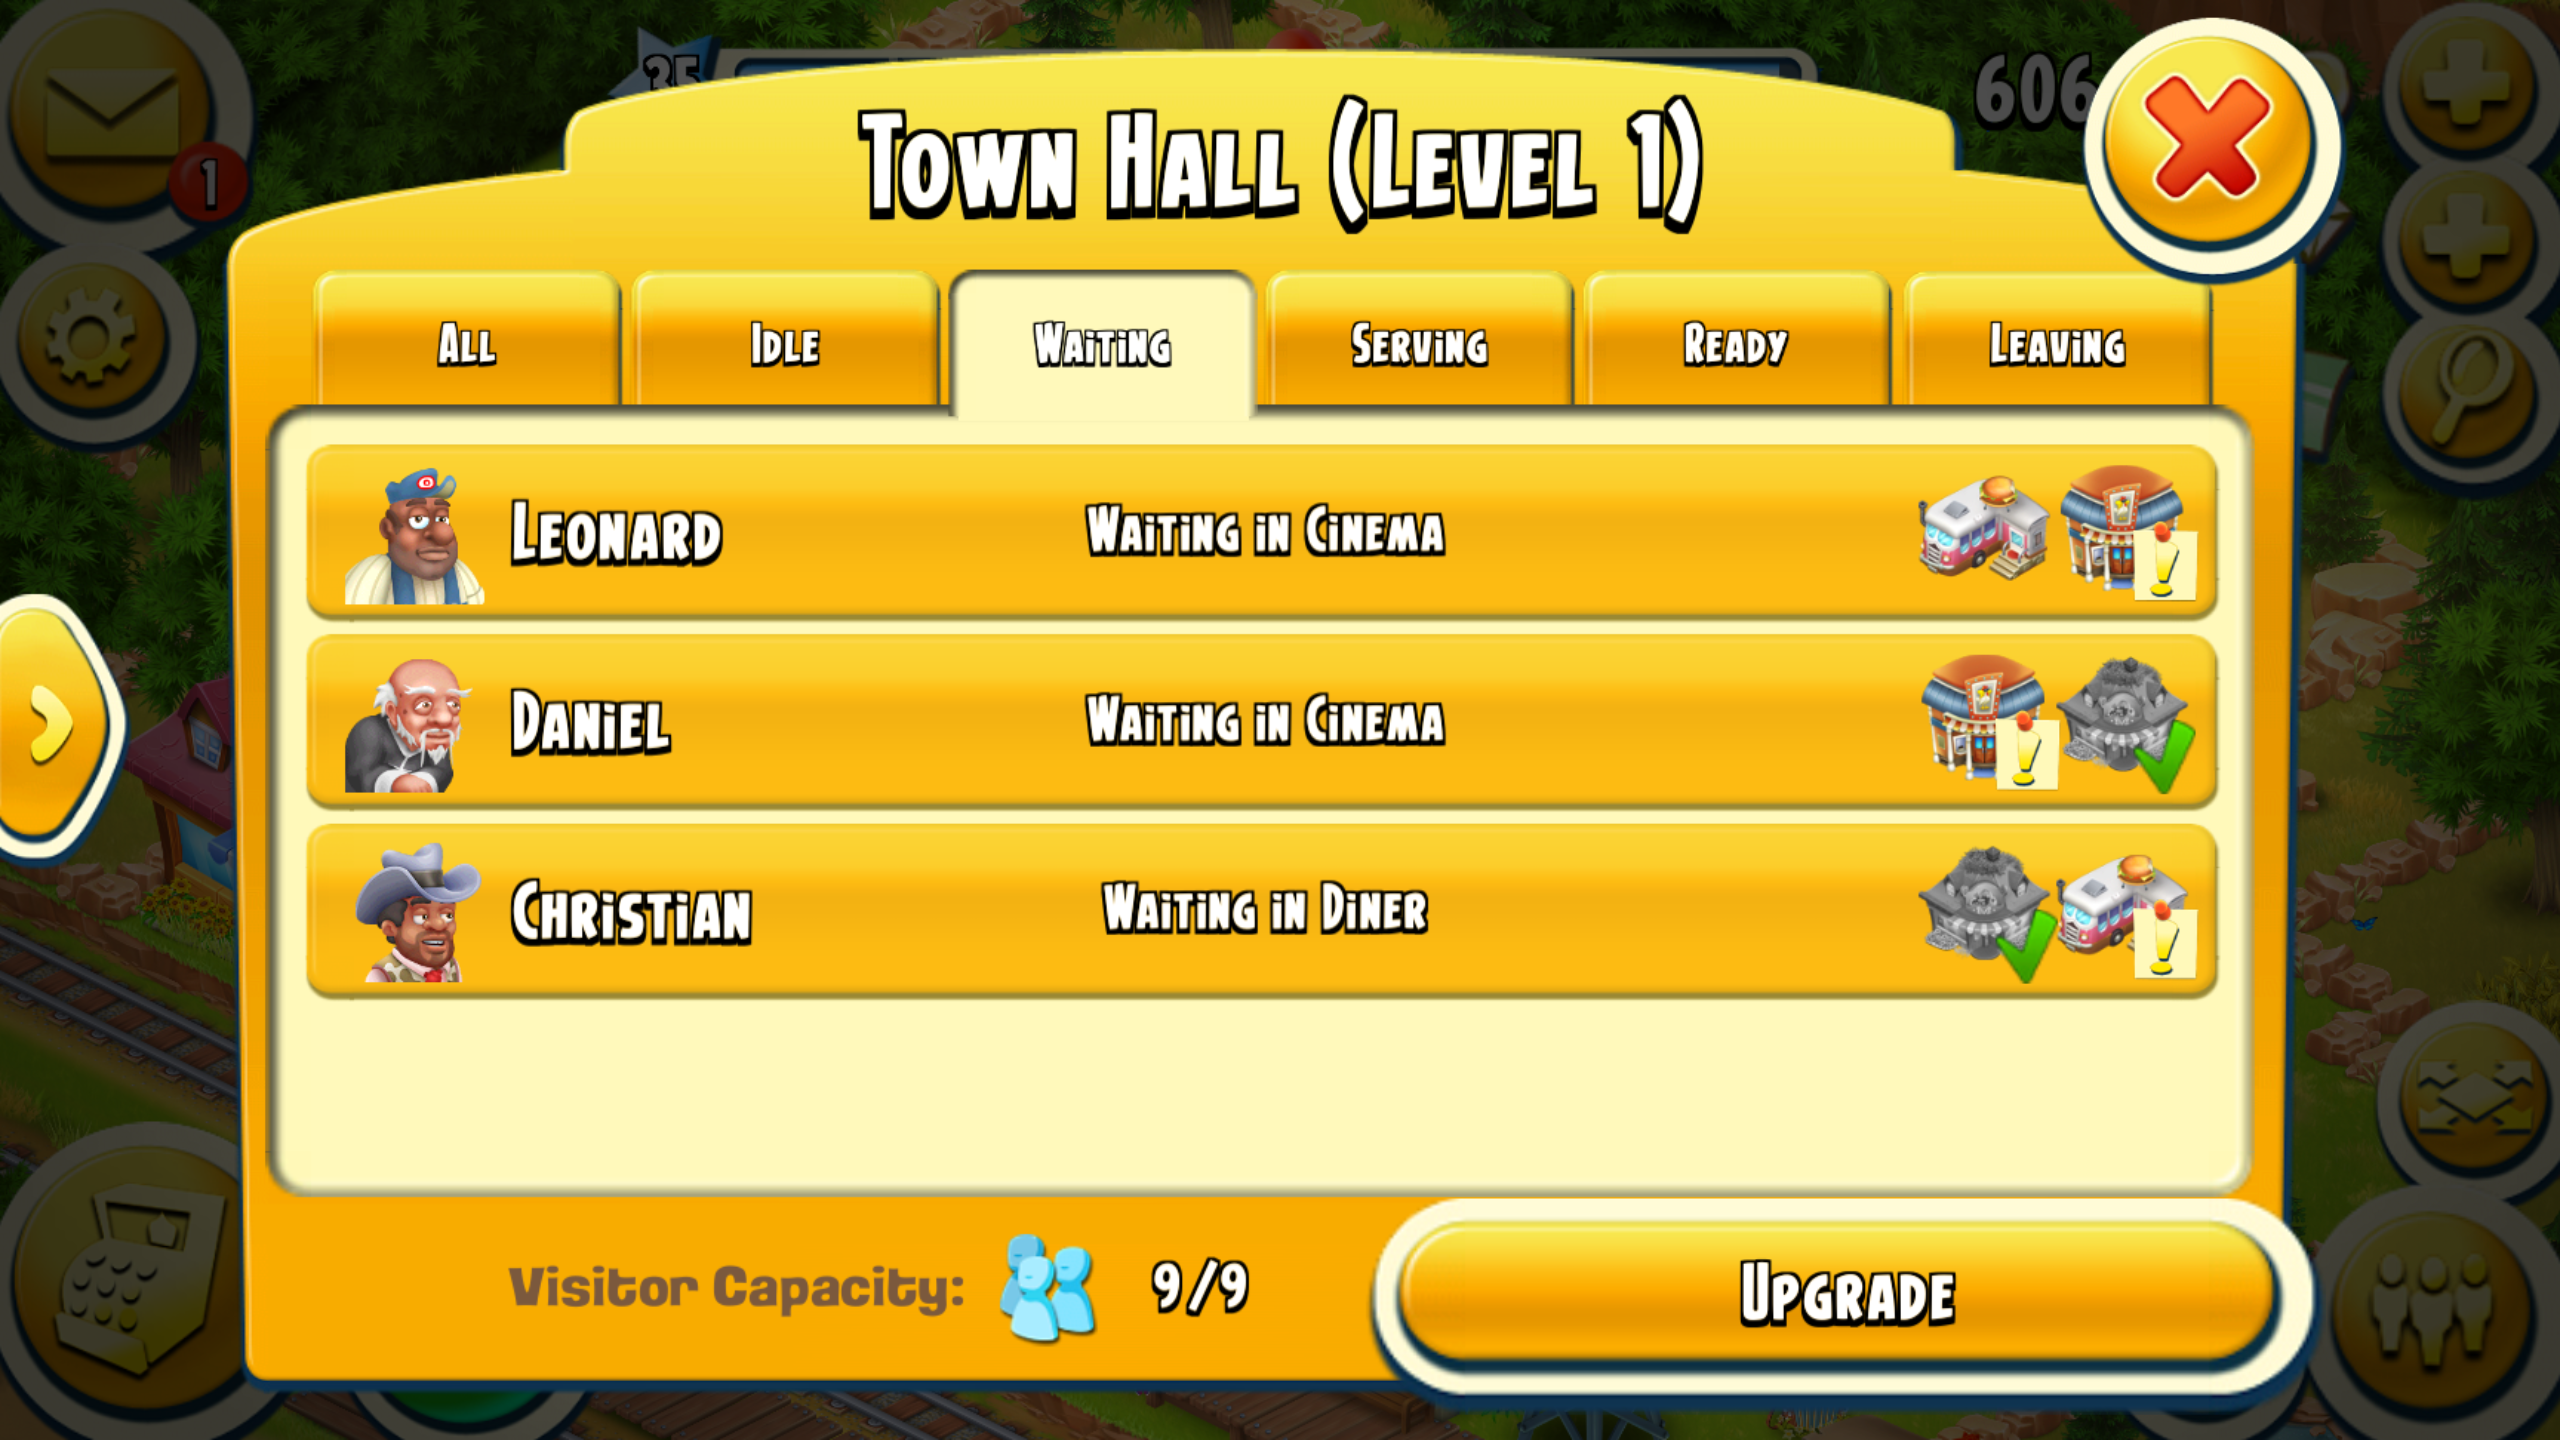 35
606
1
Town Hall (Level 1)
All
Idle
Waiting
Serving
Ready
Leaving
Leonard
Waiting in Cinema
Daniel
Waiting in Cinema
Christian
Waiting in Diner
Visitor Capacity:
9/9
Upgrade